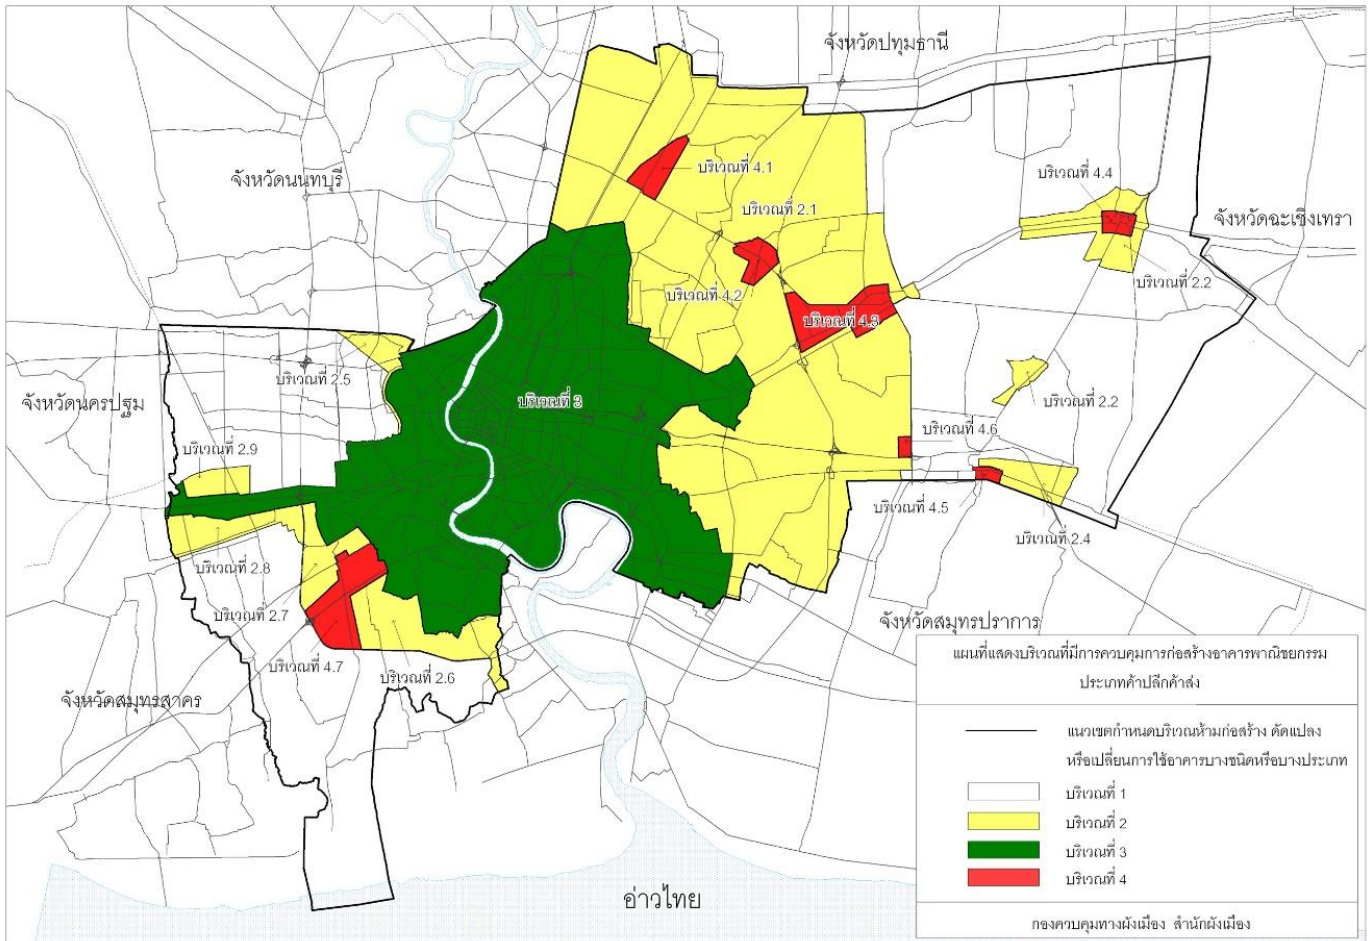 จังหวัดปทุมธานี
บริเวณที่ 4.1
บริเวณที่ 4.4
จังหวัดนนทบุรี
บริเวณที่ 2.1
จังหวัดฉะเชิงเทรา
บริเวณที่ 4.2
บริเวณที่ 2.2
บริเวณที่ 4.3
บริเวณที่ 2.5
จังหวัดนครปฐม
บริเวณที่ 3
บริเวณที่ 2.2
บริเวณที่ 4.6
บริเวณที่ 2.9
บริเวณที่ 4.5
บริเวณที่ 2.4
บริเวณที่ 2.8
บริเวณที่ 2.7
จังหวัดสมุทรปราการ
บริเวณที่ 4.7
บริเวณที่ 2.6
จังหวัดสมุทรสาคร
อ่าวไทย
แผนที่แสดงบริเวณที่มีการควบคุมการก่อสร้างอาคารพาณิชยกรรม
ประเภทค้าปลีกค้าส่ง
แนวเขตกำหนดบริเวณห้ามก่อสร้าง ดัดแปลง
หรือเปลี่ยนการใช้อาคารบางชนิดหรือบางประเภท
บริเวณที่ 1
บริเวณที่ 2
บริเวณที่ 3
บริเวณที่ 4
กองควบคุมทางผังเมือง สำนักผังเมือง